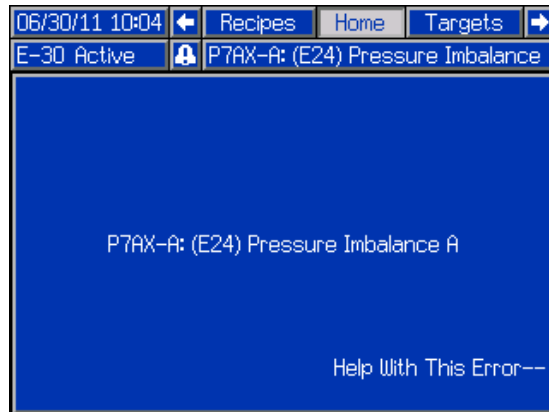 06/30/11 10:04 Recipes Home Targets
E-30 Active P7AX-A: (E24) Pressure Imbalance
P7AX-A: (E24) Pressure Imbalance A
Help With This Error--